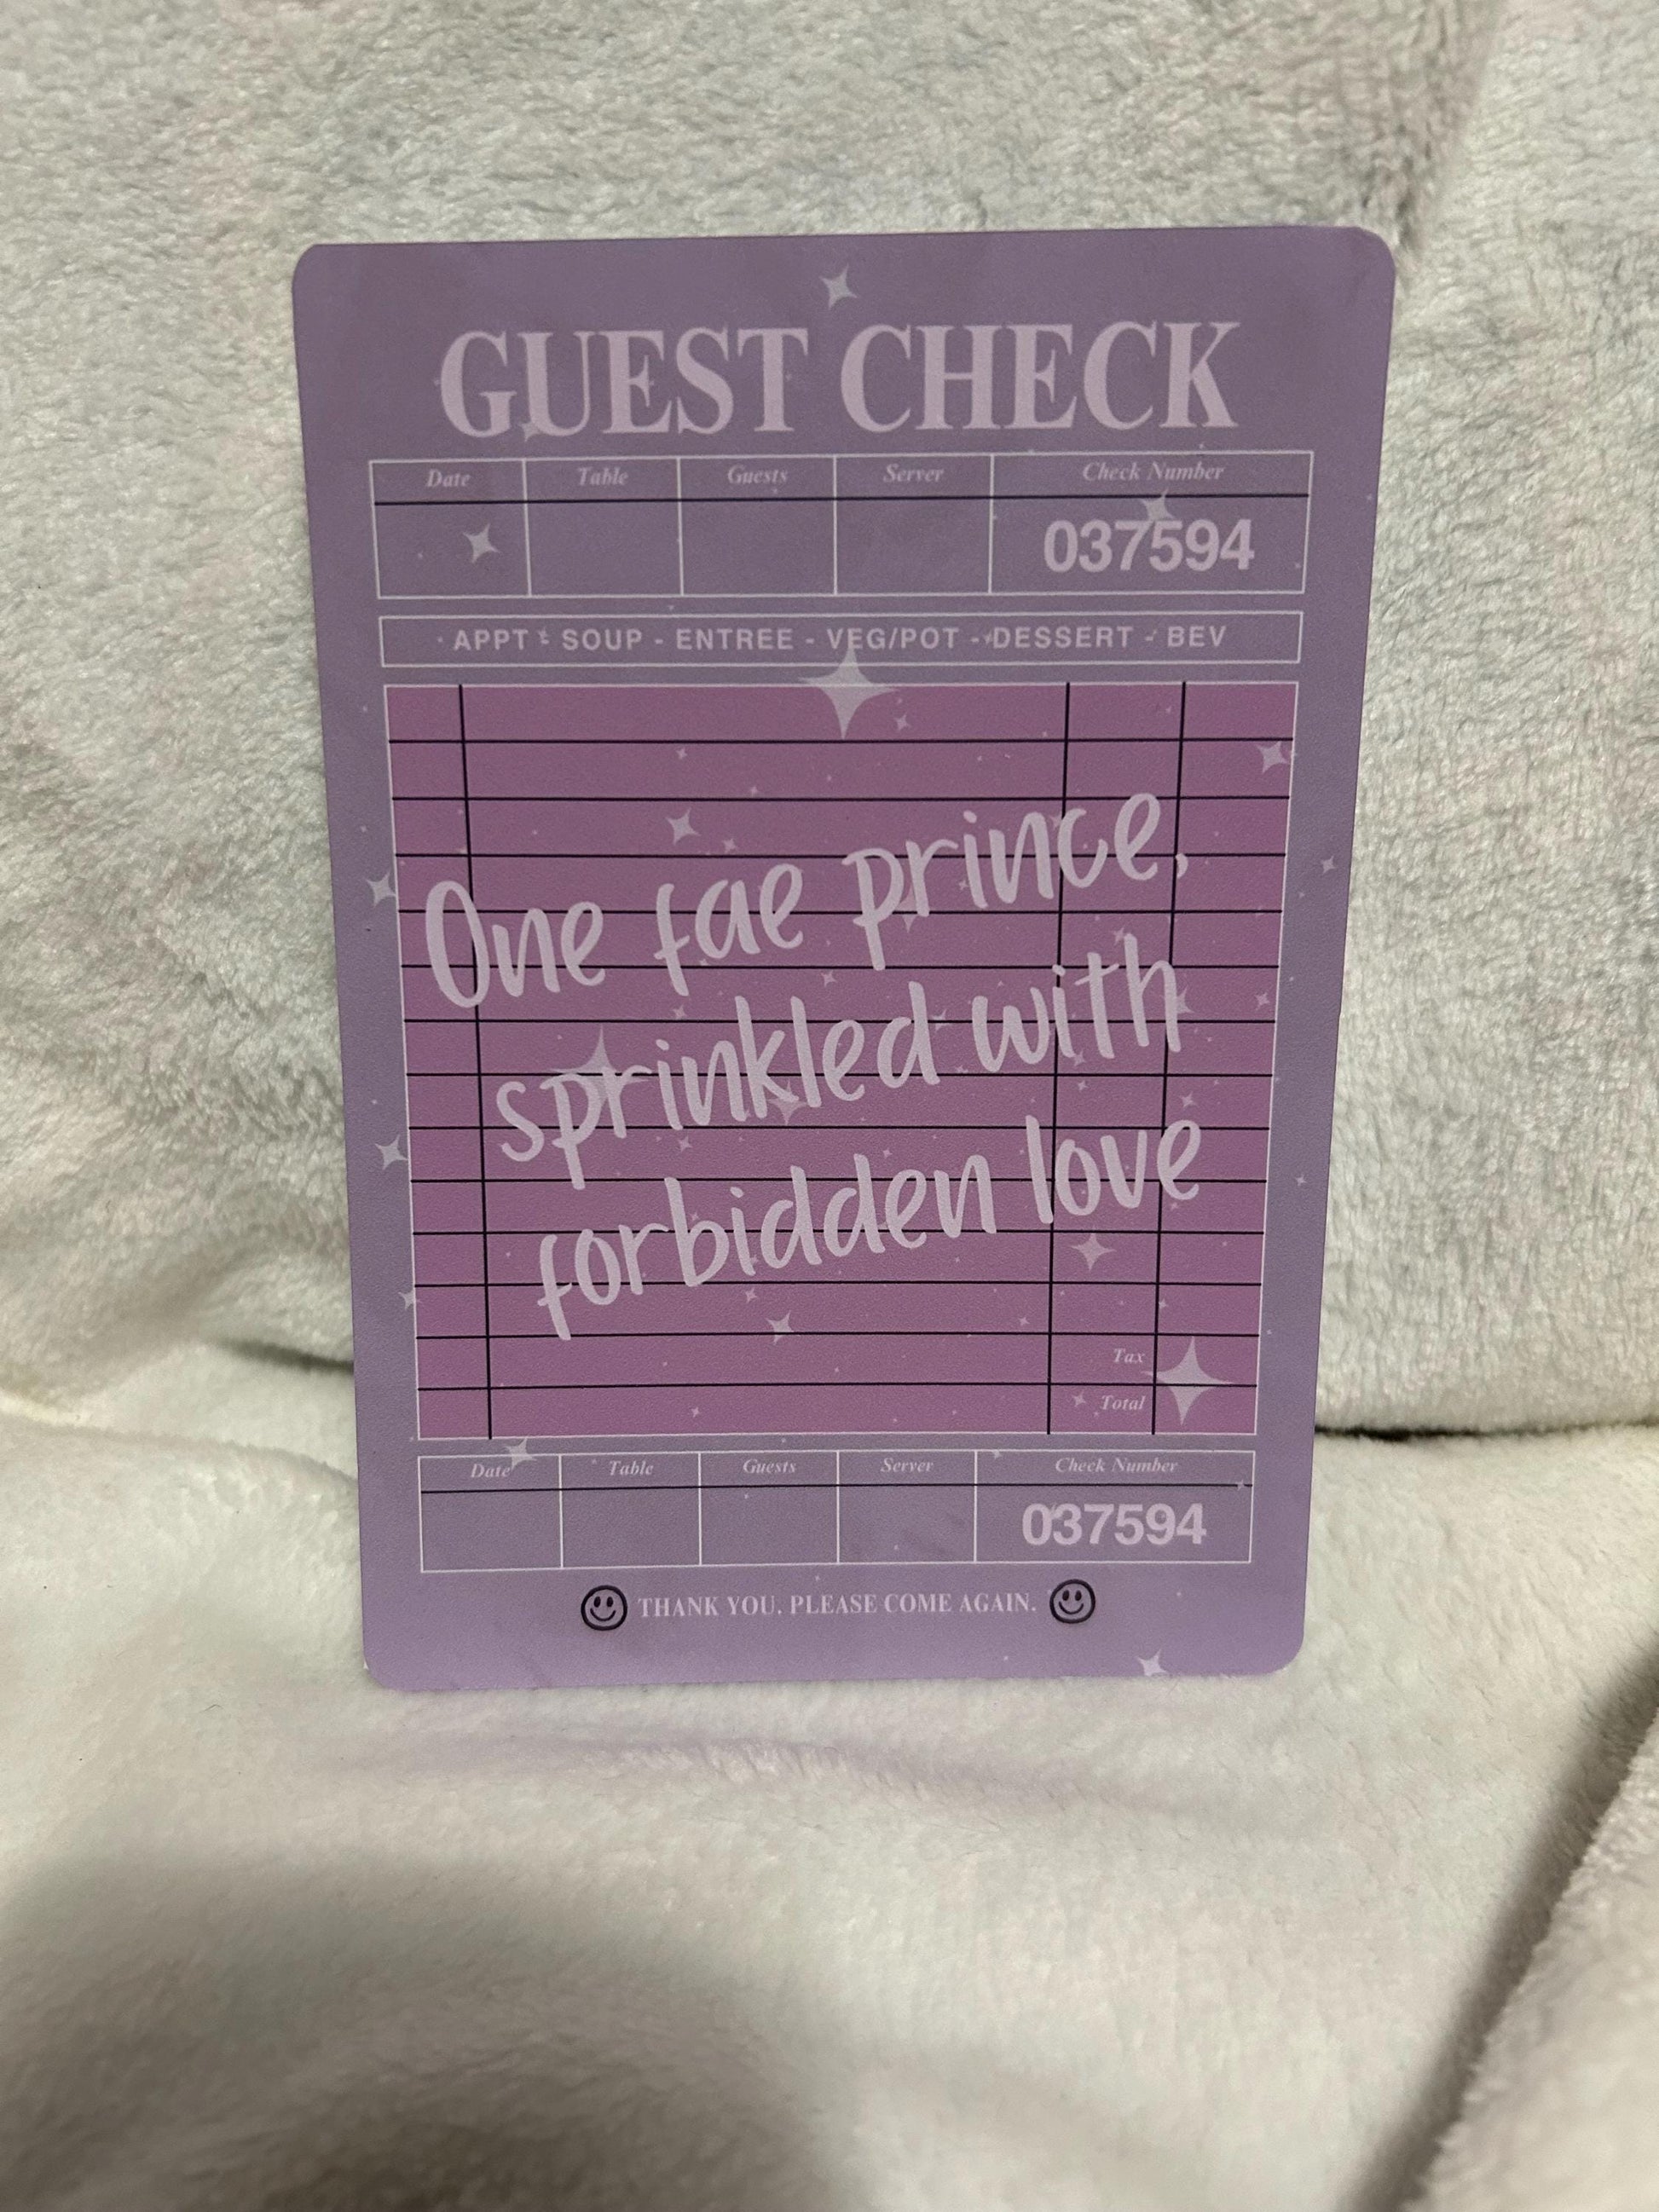 GUEST CHECK
Date Table Guests Server Check Number
037594
APPT - SOUP - ENTREE - VEG/POT - DESSERT - BEV
One fae prince,
sprinkled with
forbidden love
Tax
Total
Date Table Guests Server Check Number
037594
THANK YOU. PLEASE COME AGAIN.